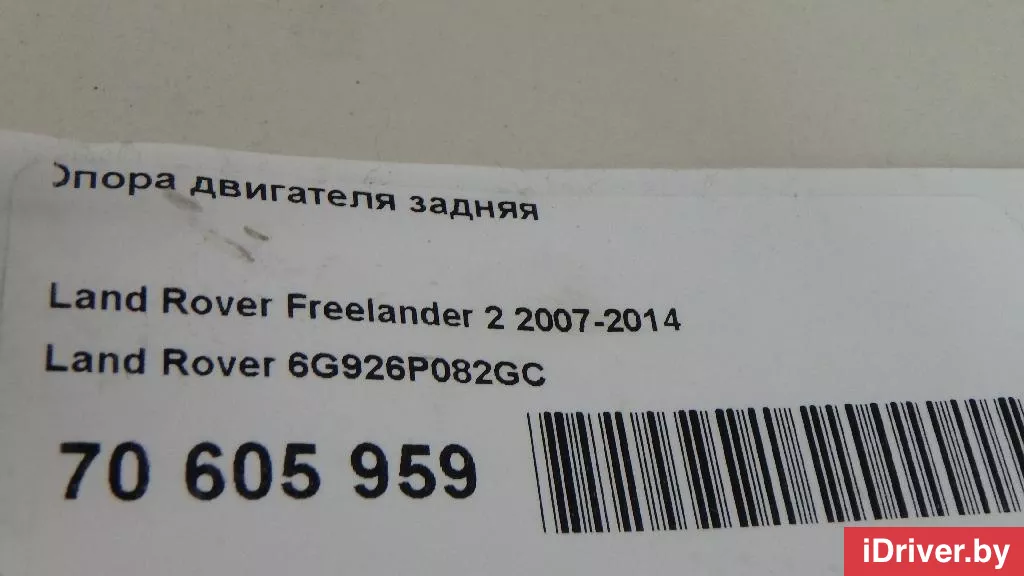 Опора двигателя задняя
Land Rover Freelander 2 2007-2014
Land Rover 6G926P082GC
70 605 959
iDriver.by